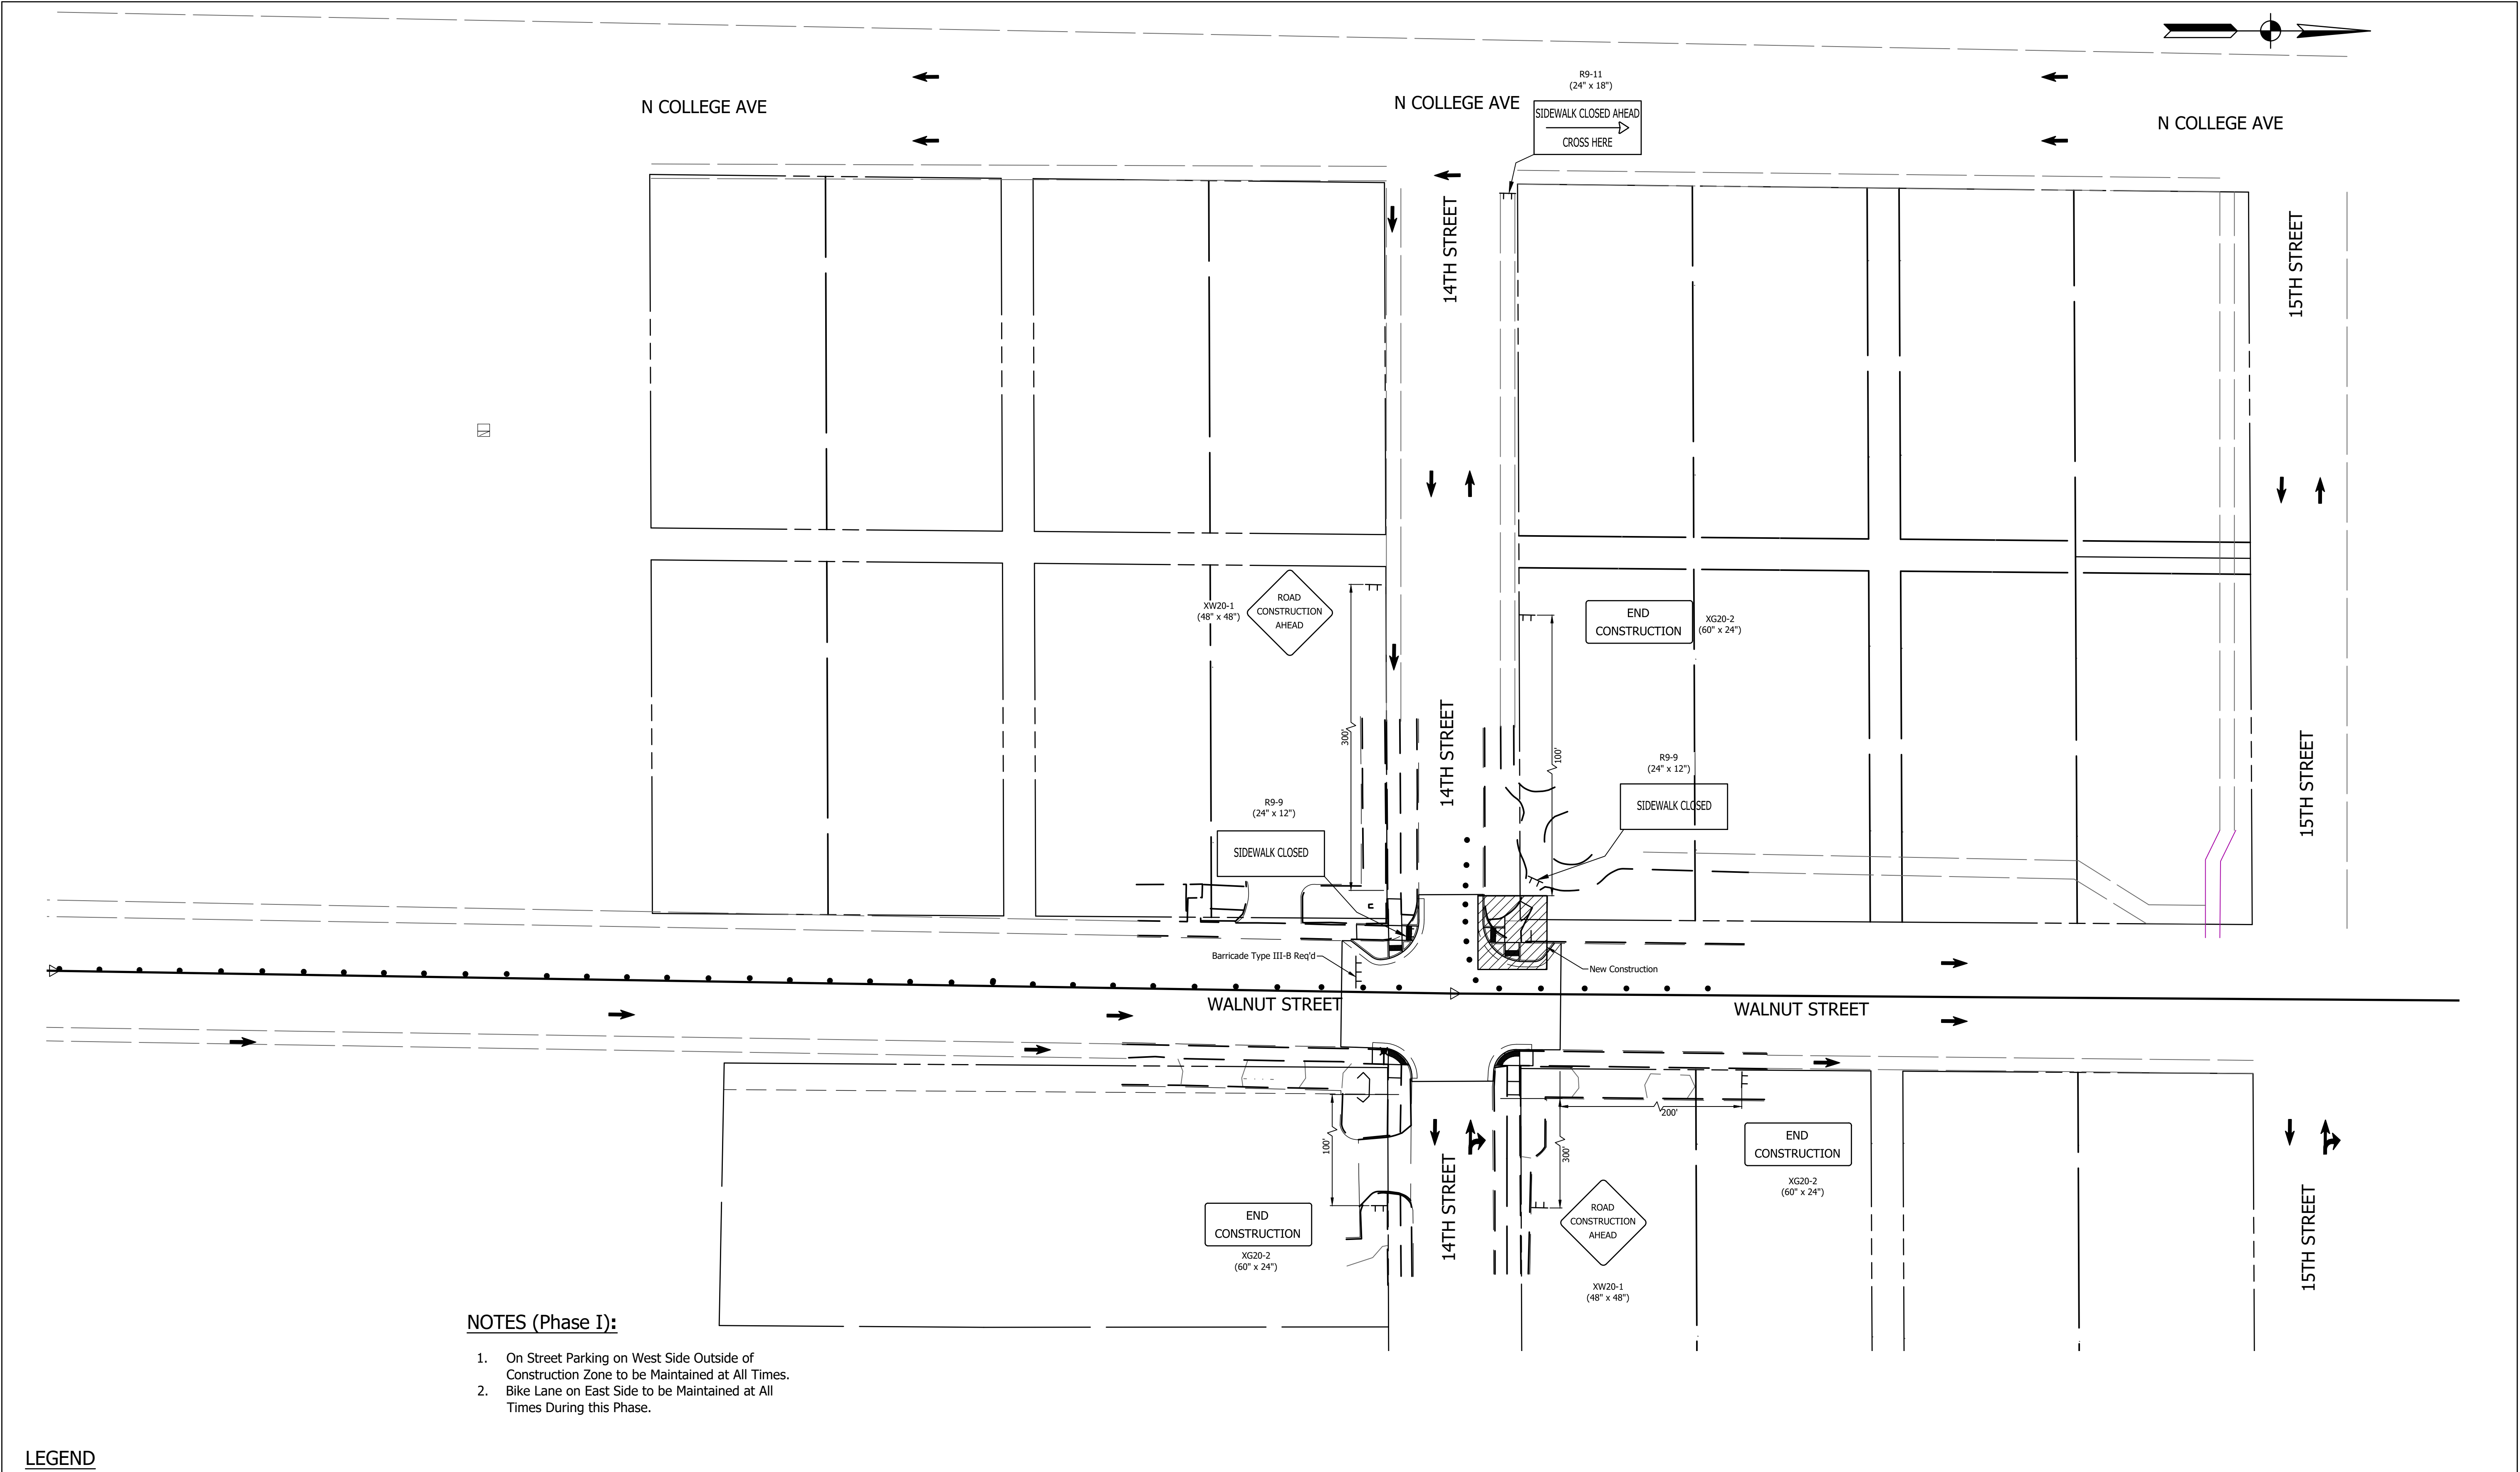 R9-11
(24" x 18")
N COLLEGE AVE
N COLLEGE AVE
N COLLEGE AVE
SIDEWALK CLOSED AHEAD
CROSS HERE
14TH STREET
15TH STREET
XW20-1
(48" x 48")
ROAD
CONSTRUCTION
AHEAD
END
CONSTRUCTION
XG20-2
(60" x 24")
300'
100'
14TH STREET
15TH STREET
R9-9
(24" x 12")
SIDEWALK CLOSED
R9-9
(24" x 12")
SIDEWALK CLOSED
Barricade Type III-B Req'd
New Construction
WALNUT STREET
WALNUT STREET
200'
100'
300'
END
CONSTRUCTION
XG20-2
(60" x 24")
14TH STREET
15TH STREET
END
CONSTRUCTION
XG20-2
(60" x 24")
ROAD
CONSTRUCTION
AHEAD
XW20-1
(48" x 48")
NOTES (Phase I):
1. On Street Parking on West Side Outside of
Construction Zone to be Maintained at All Times.
2. Bike Lane on East Side to be Maintained at All
Times During this Phase.
LEGEND